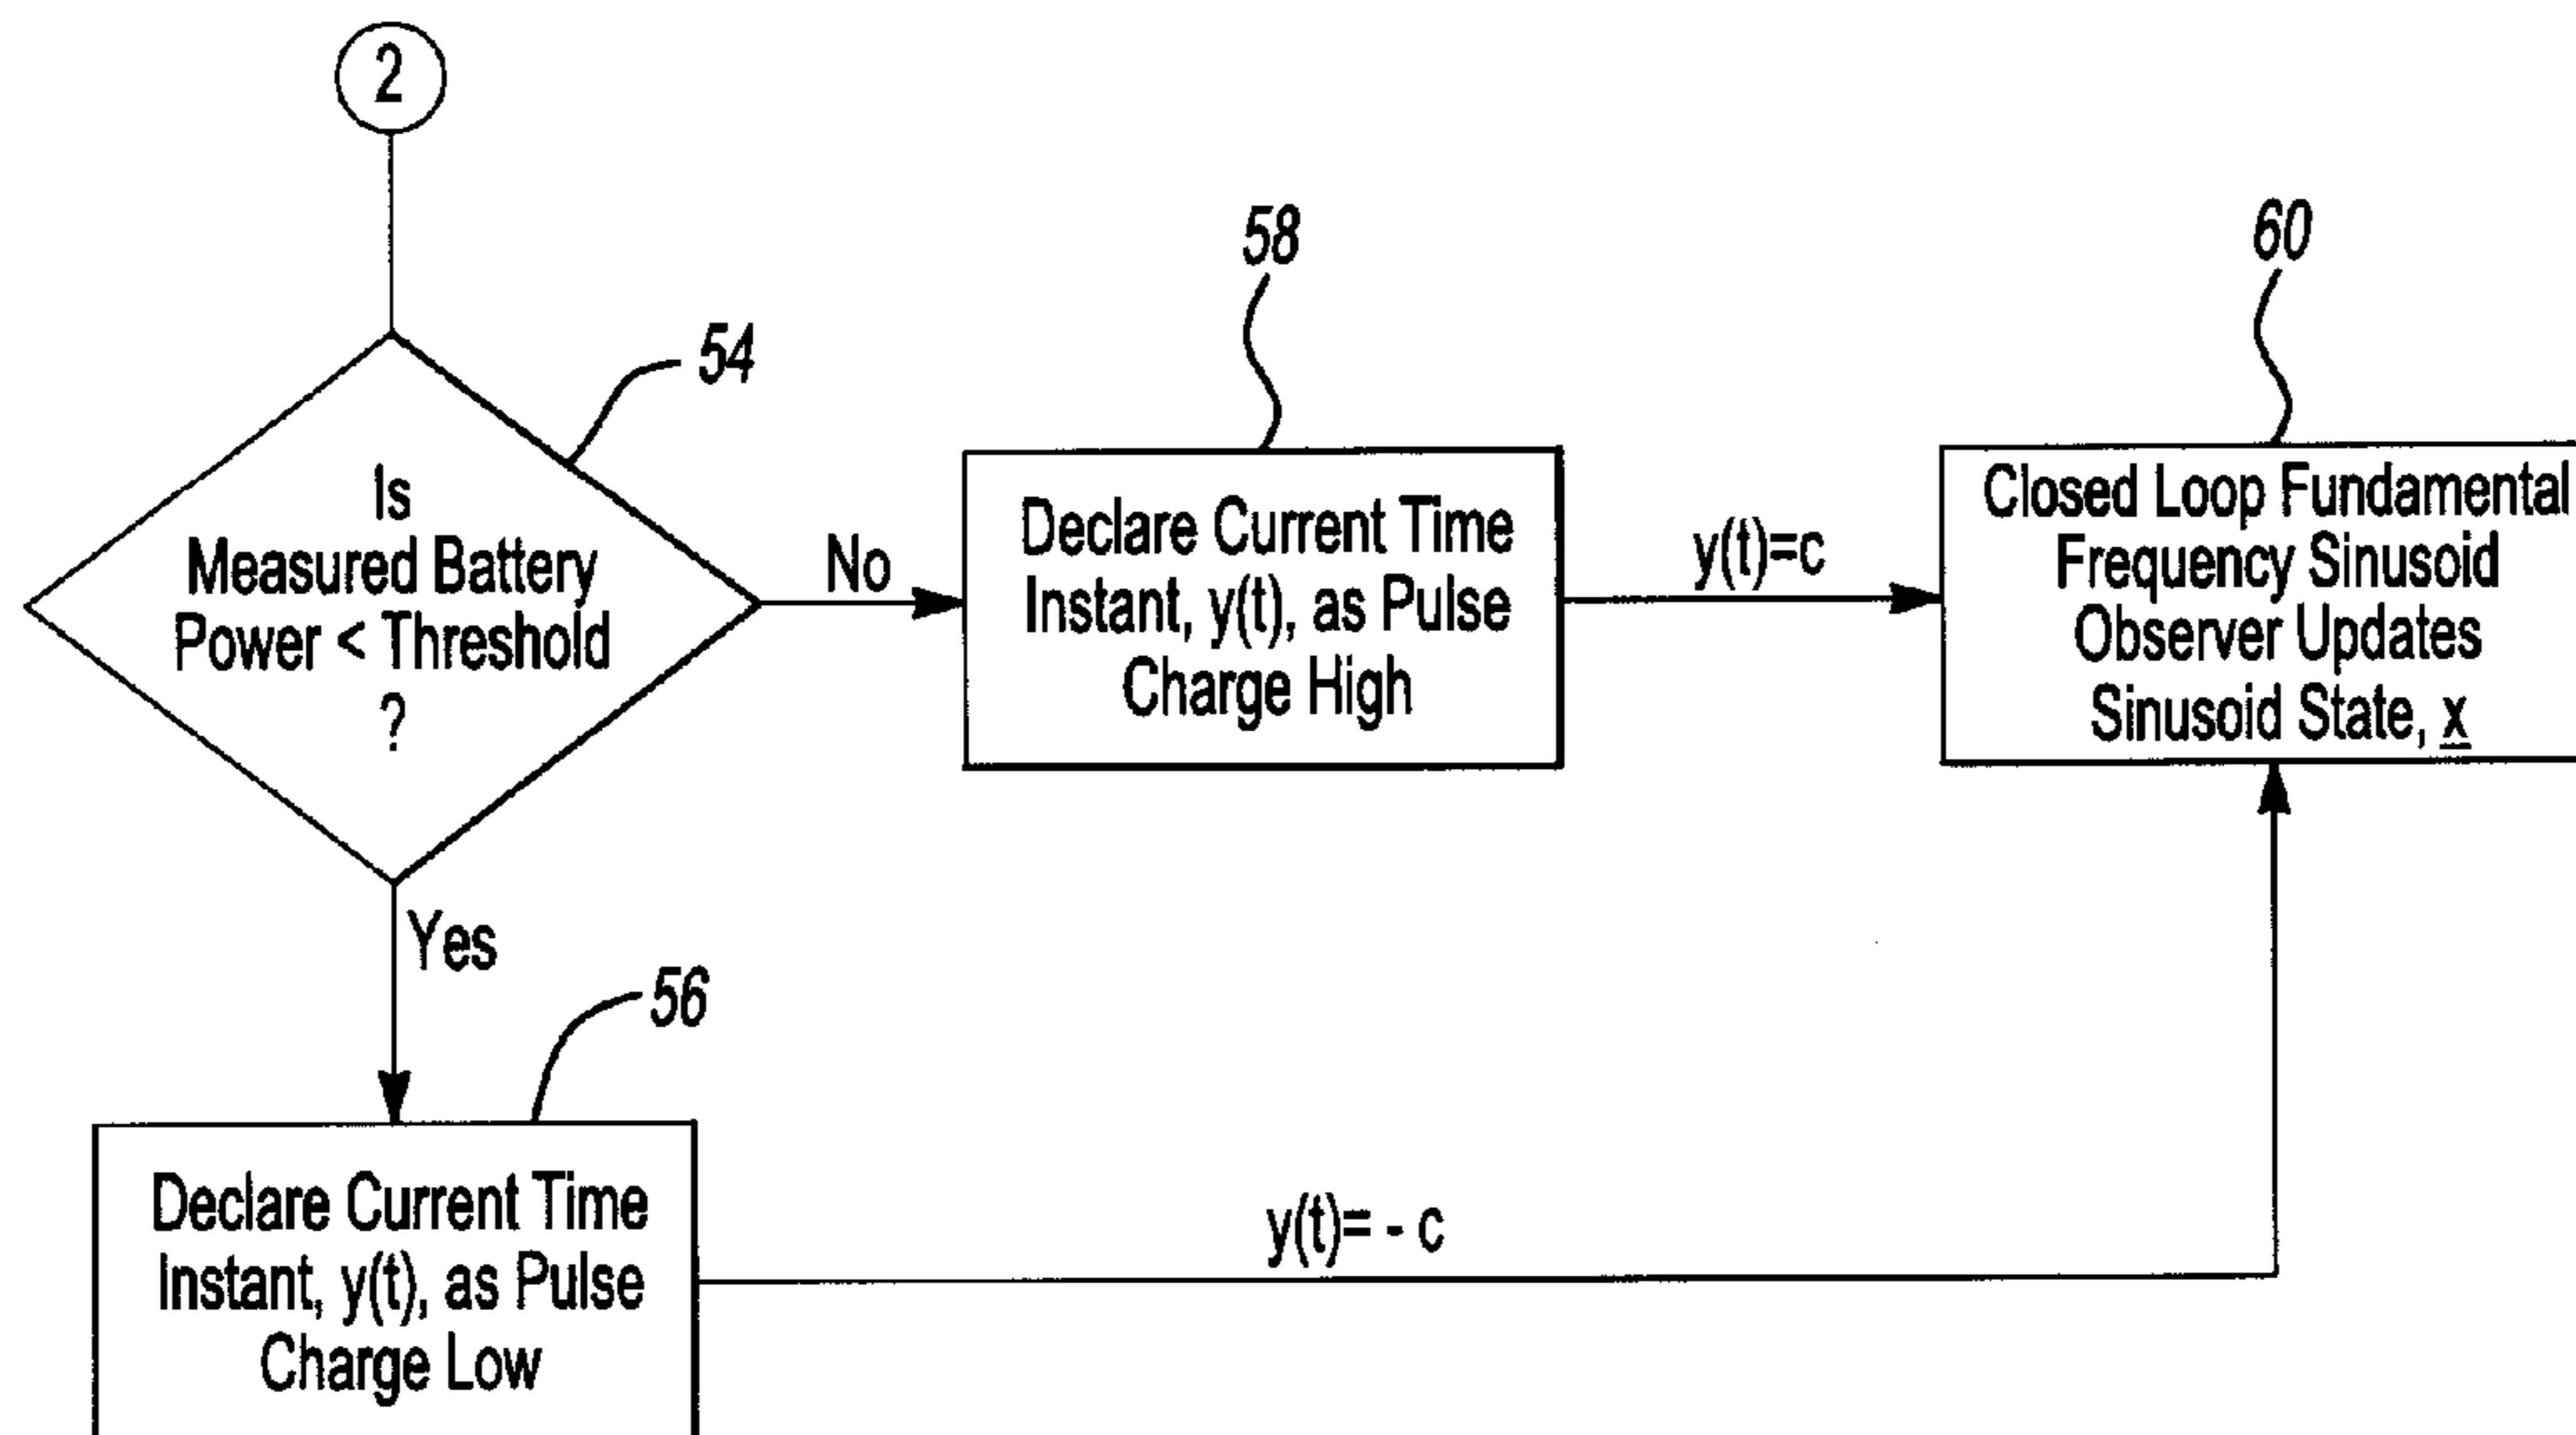 2
54
Is
Measured Battery
Power < Threshold
?
No
Yes
58
Declare Current Time
Instant, y(t), as Pulse
Charge High
y(t)=c
60
Closed Loop Fundamental
Frequency Sinusoid
Observer Updates
Sinusoid State, x
56
Declare Current Time
Instant, y(t), as Pulse
Charge Low
y(t)= - c